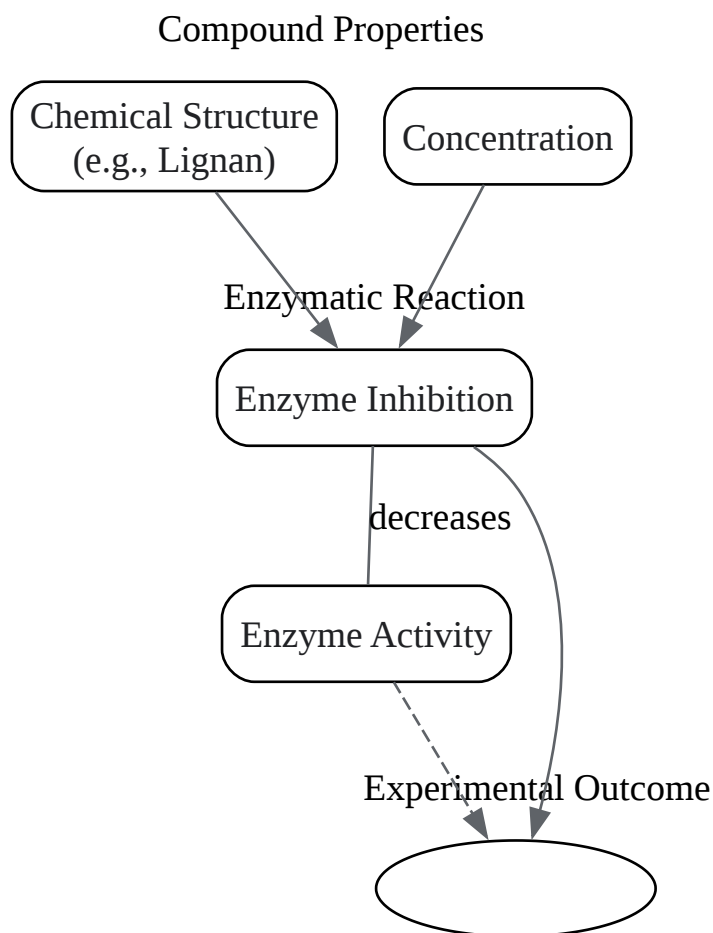 Compound Properties
Chemical Structure
(e.g., Lignan)
Concentration
Enzymatic Reaction
Enzyme Inhibition
decreases
Enzyme Activity
Experimental Outcome